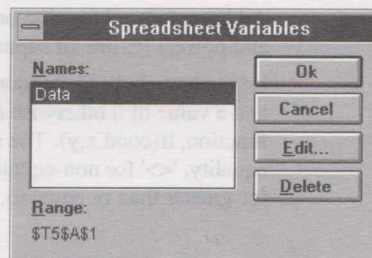 Spreadsheet Variables
Names:
Data
Ok
Cancel
Edit...
Delete
Range:
$T5$A$1